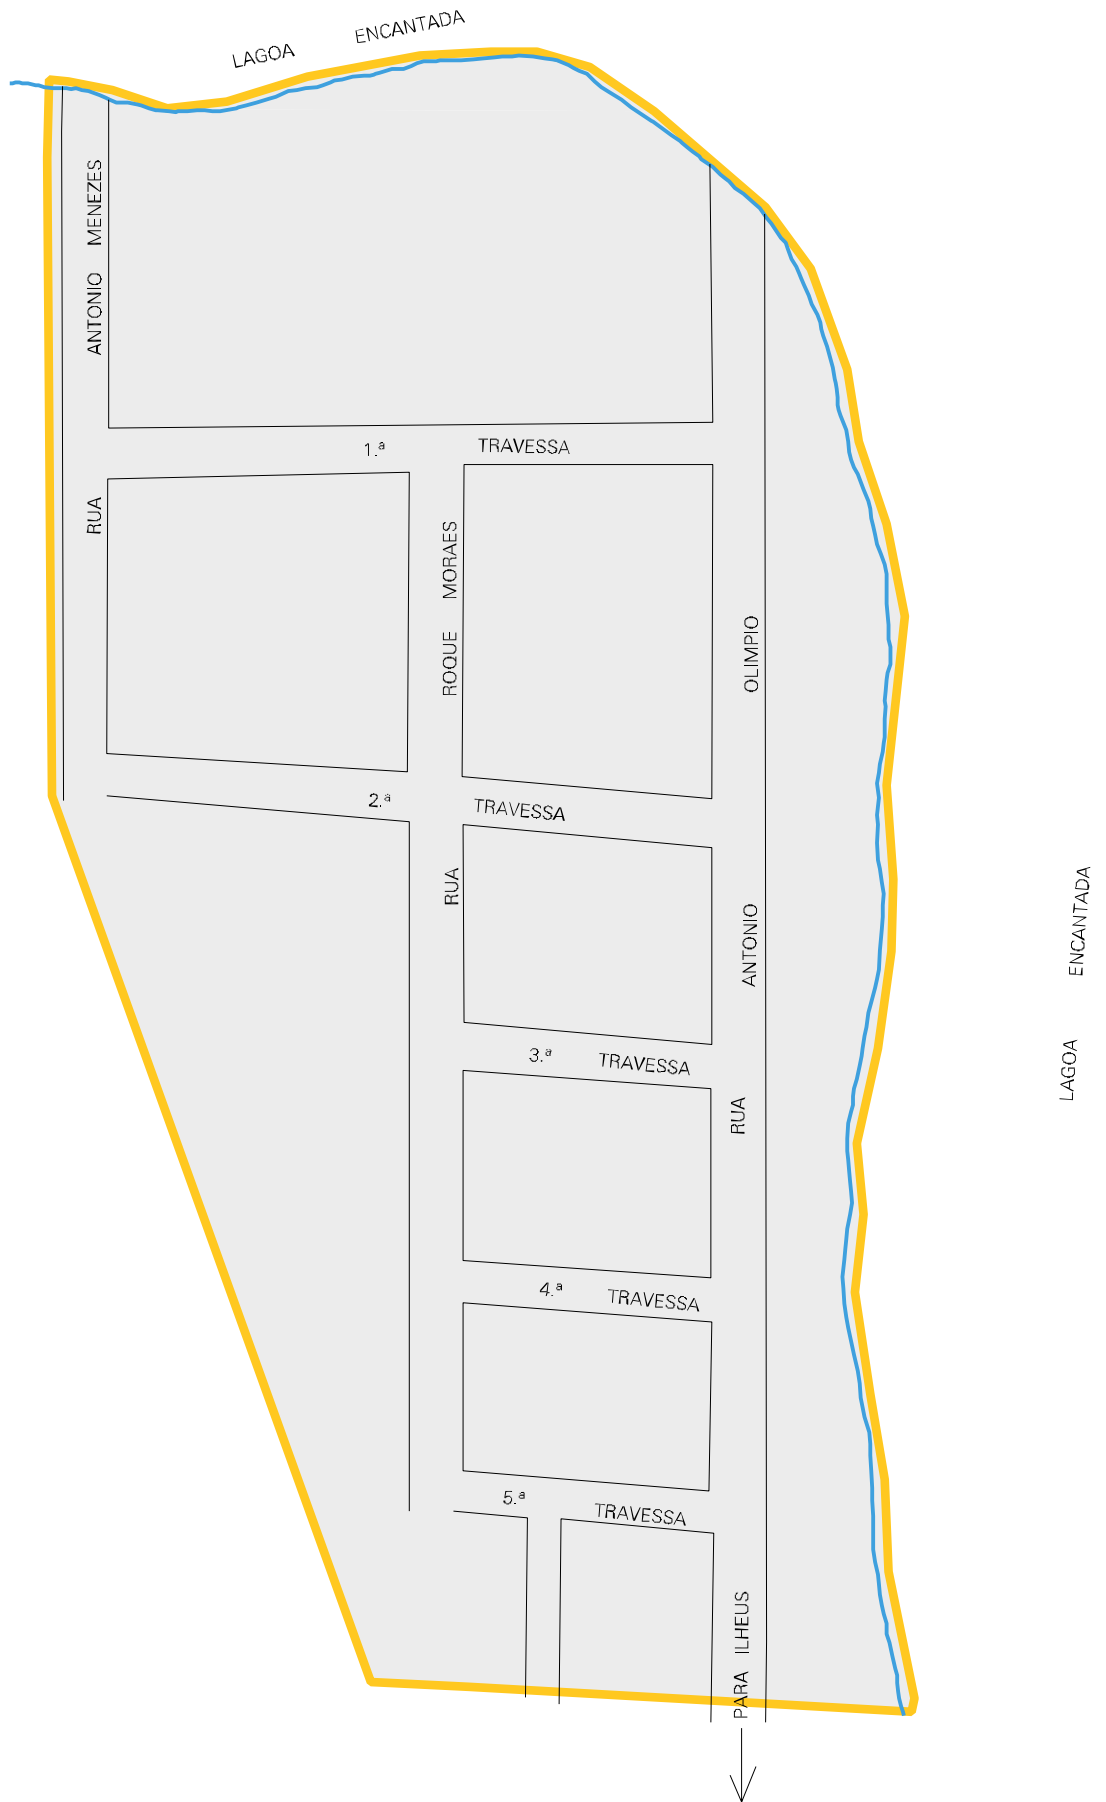 LAGOA ENCANTADA
RUA ANTONIO MENEZES
1.ª TRAVESSA
RUA ROQUE MORAES
RUA ANTONIO OLIMPIO
2.ª TRAVESSA
LAGOA ENCANTADA
3.ª TRAVESSA
4.ª TRAVESSA
5.ª TRAVESSA
PARA ILHEUS